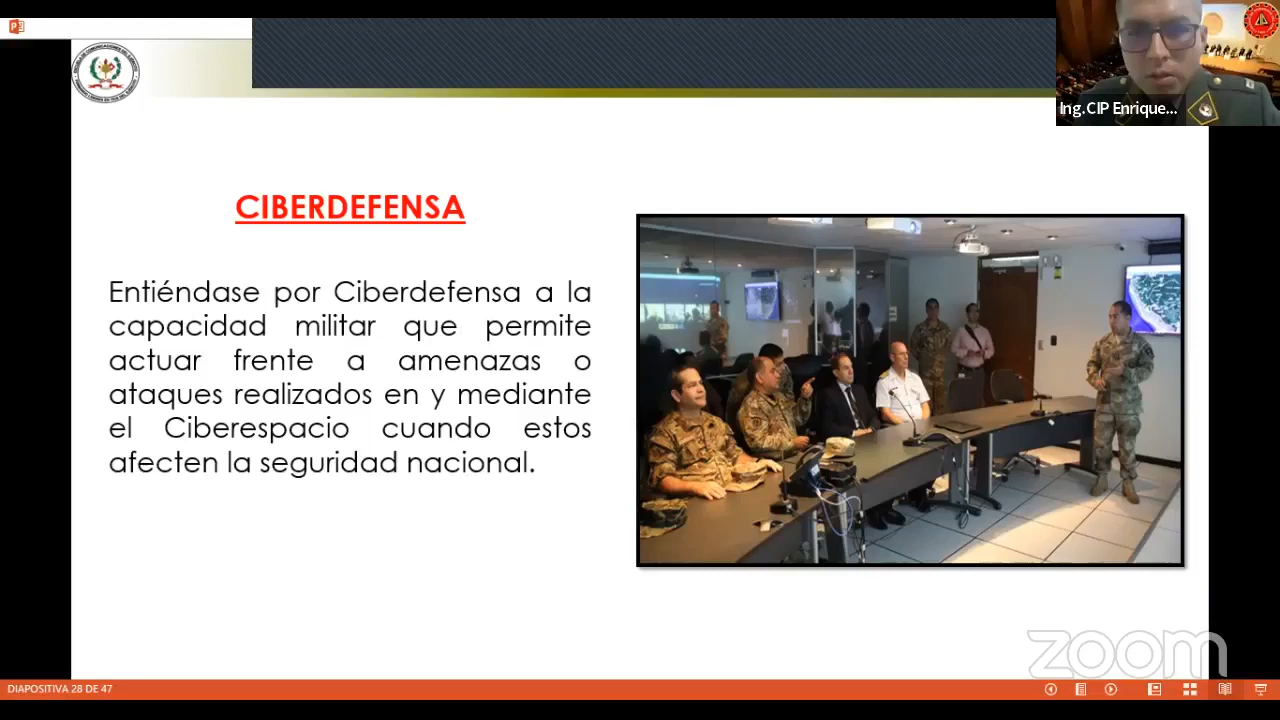 Ing.CIP Enrique...
CIBERDEFENSA
Entiéndase por Ciberdefensa a la
capacidad militar que permite
actuar frente a amenazas o
ataques realizados en y mediante
el Ciberespacio cuando estos
afecten la seguridad nacional.
zoom
DIAPOSITIVA 28 DE 47